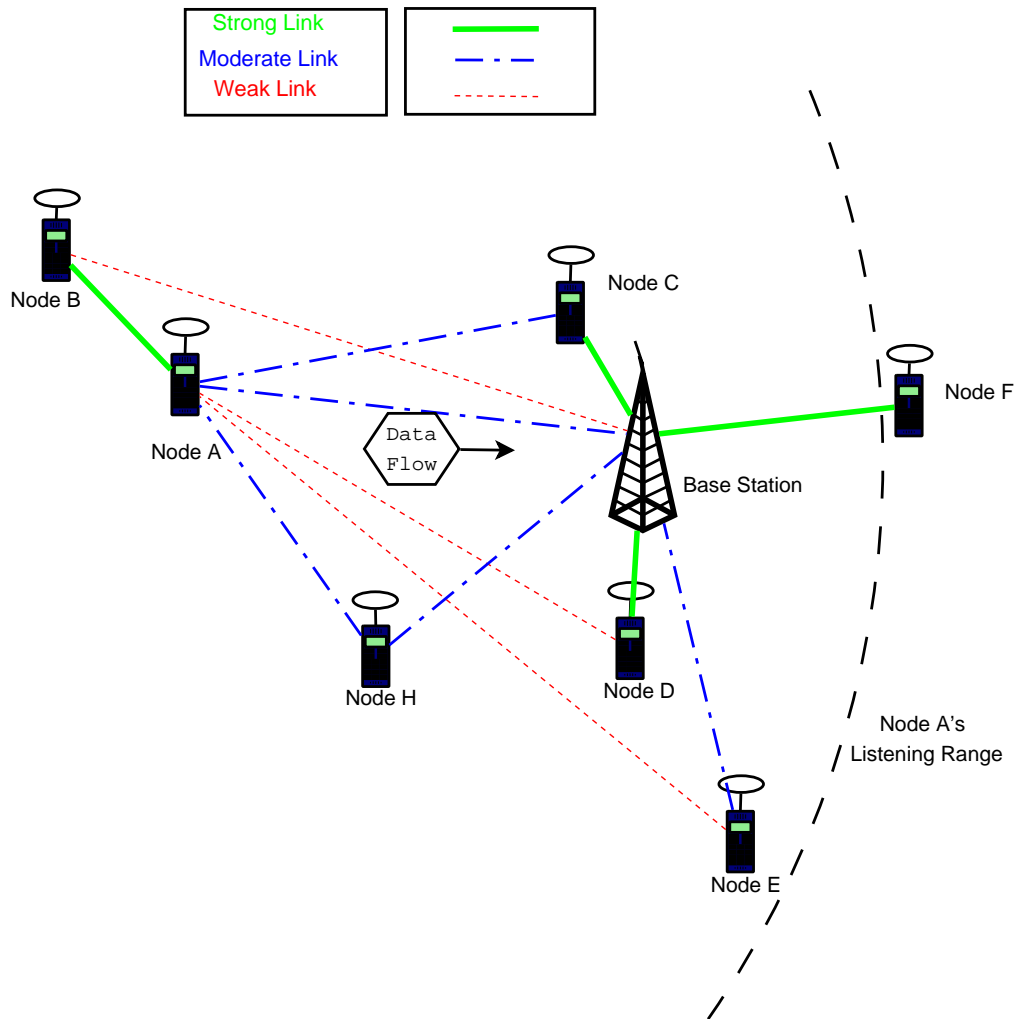 Strong Link
Moderate Link
Weak Link
Node B
Node C
Node F
Node A
Data
Flow
Base Station
Node H
Node D
Node A's
Listening Range
Node E